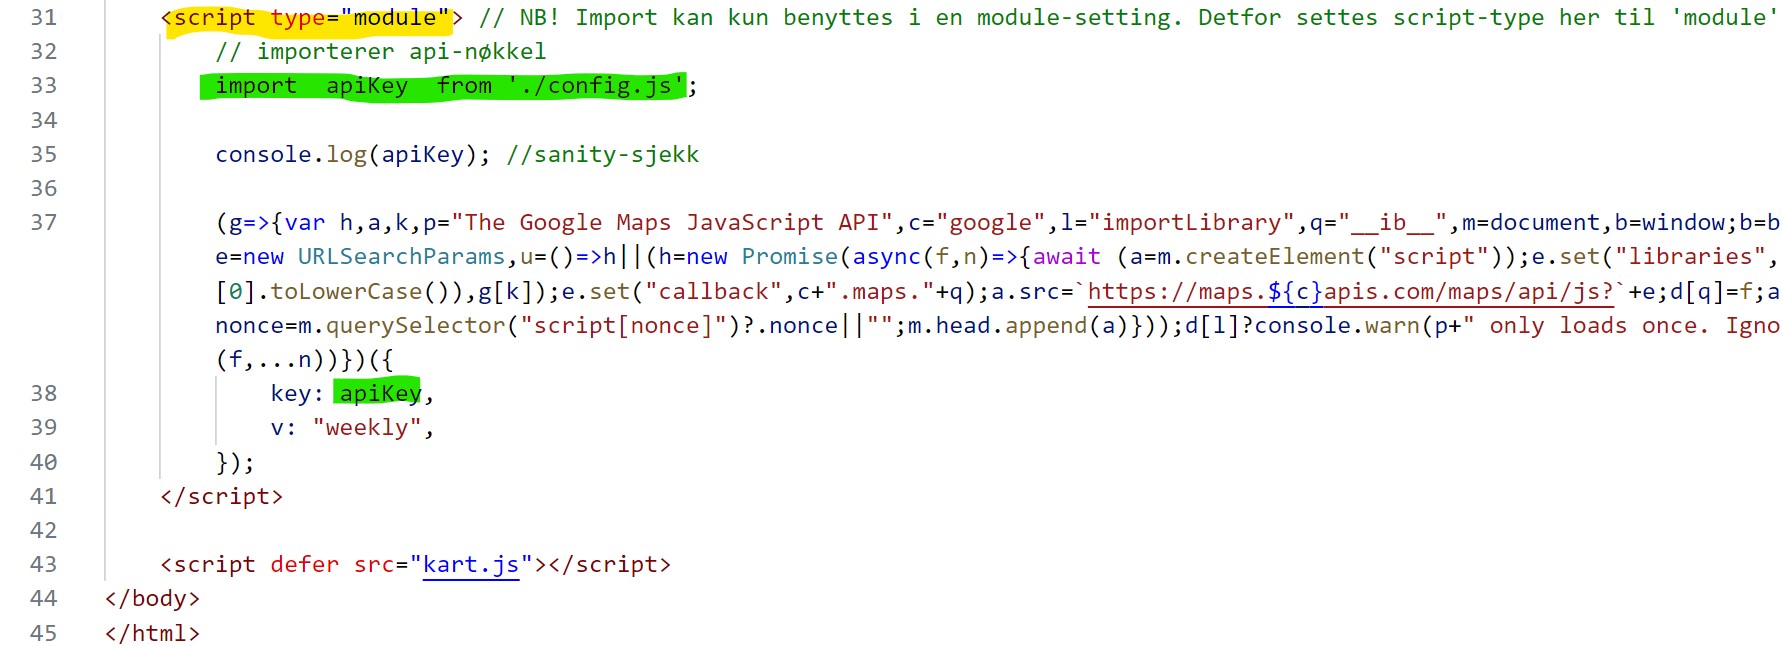 31 <script type="module"> // NB! Import kan kun benyttes i en module-setting. Detfor settes script-type her til 'module'
32 // importerer api-nøkkel
33 import apiKey from './config.js';
34
35 console.log(apiKey); //sanity-sjekk
36
37 (g=>{var h,a,k,p="The Google Maps JavaScript API",c="google",l="importLibrary",q="__ib__",m=document,b=window;b=b
e=new URLSearchParams,u=()=>h||(h=new Promise(async(f,n)=>{await (a=m.createElement("script"));e.set("libraries",
[0].toLowerCase()),g[k]);e.set("callback",c+".maps."+q);a.src=`https://maps.${c}apis.com/maps/api/js?`+e;d[q]=f;a
nonce=m.querySelector("script[nonce]")?.nonce||"";m.head.append(a)}));d[l]?console.warn(p+" only loads once. Igno
(f,...n))})({
38 key: apiKey,
39 v: "weekly",
40 });
41 </script>
42
43 <script defer src="kart.js"></script>
44 </body>
45 </html>